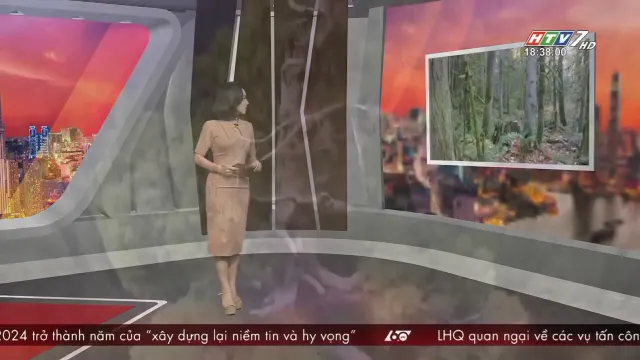 HTV7 HD
18:38:00
2024 trở thành năm của “xây dựng lại niềm tin và hy vọng” 60 LHQ quan ngại về các vụ tấn côn